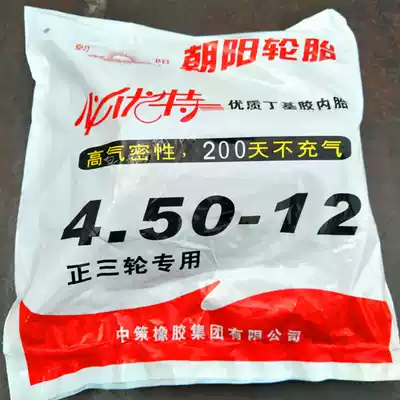 朝阳轮胎
优质丁基胶内胎
高气密性，200天不充气
4.50-12
正三轮专用
中策橡胶集团有限公司